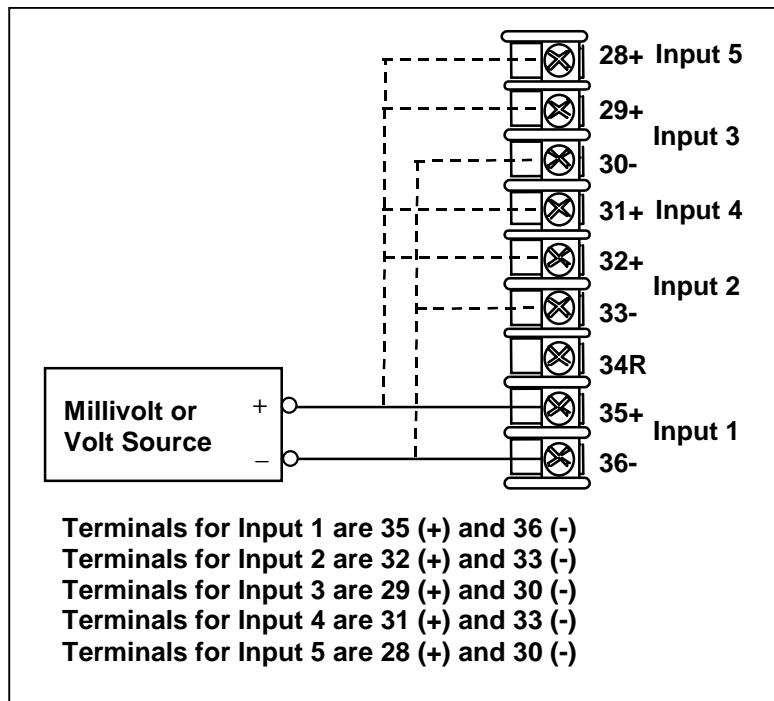 28+ Input 5
29+
Input 3
30-
31+ Input 4
32+
Input 2
33-
34R
Millivolt or
Volt Source
+
–
35+
Input 1
36-
Terminals for Input 1 are 35 (+) and 36 (-)
Terminals for Input 2 are 32 (+) and 33 (-)
Terminals for Input 3 are 29 (+) and 30 (-)
Terminals for Input 4 are 31 (+) and 33 (-)
Terminals for Input 5 are 28 (+) and 30 (-)